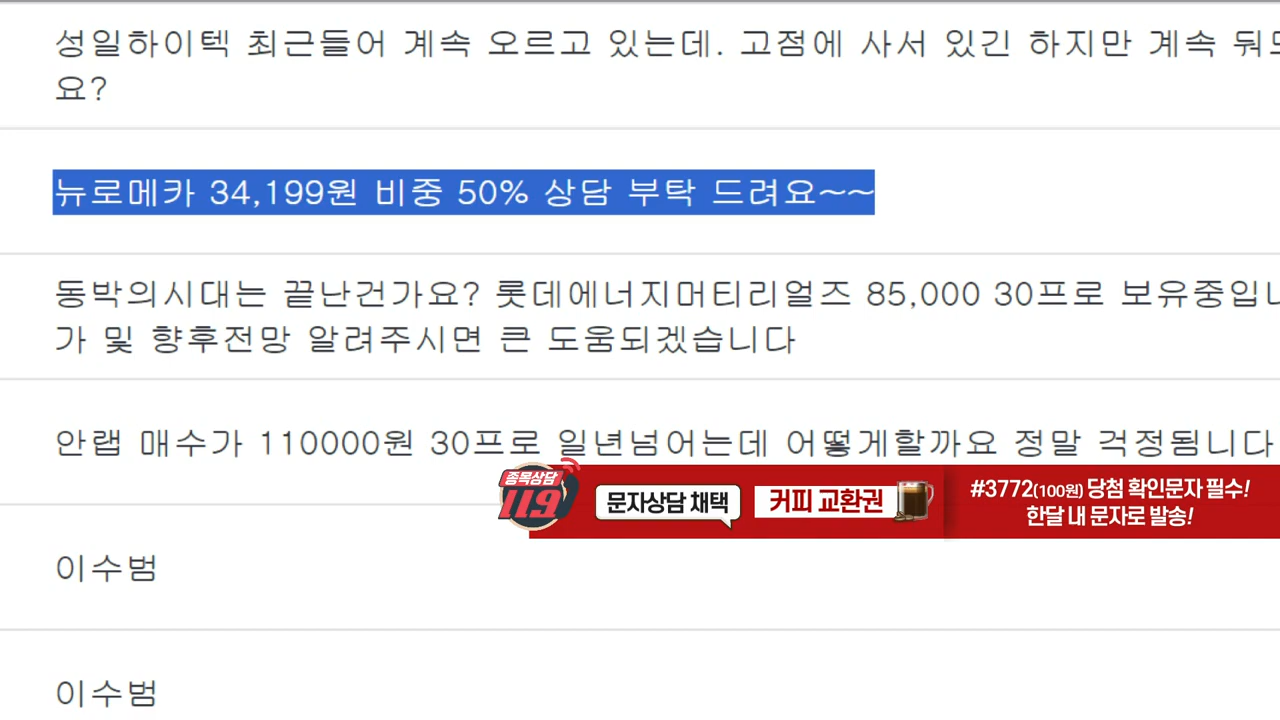 성일하이텍 최근들어 계속 오르고 있는데. 고점에 사서 있긴 하지만 계속 둬
요?
뉴로메카 34,199원 비중 50% 상담 부탁 드려요~~
동박의시대는 끝난건가요? 롯데에너지머티리얼즈 85,000 30프로 보유중입
가 및 향후전망 알려주시면 큰 도움되겠습니다
안랩 매수가 110000원 30프로 일년넘어는데 어떻게할까요 정말 걱정됨니다
종목상담
119
문자상담 채택
커피 교환권
#3772(100원) 당첨 확인문자 필수!
한달 내 문자로 발송!
이수범
이수범